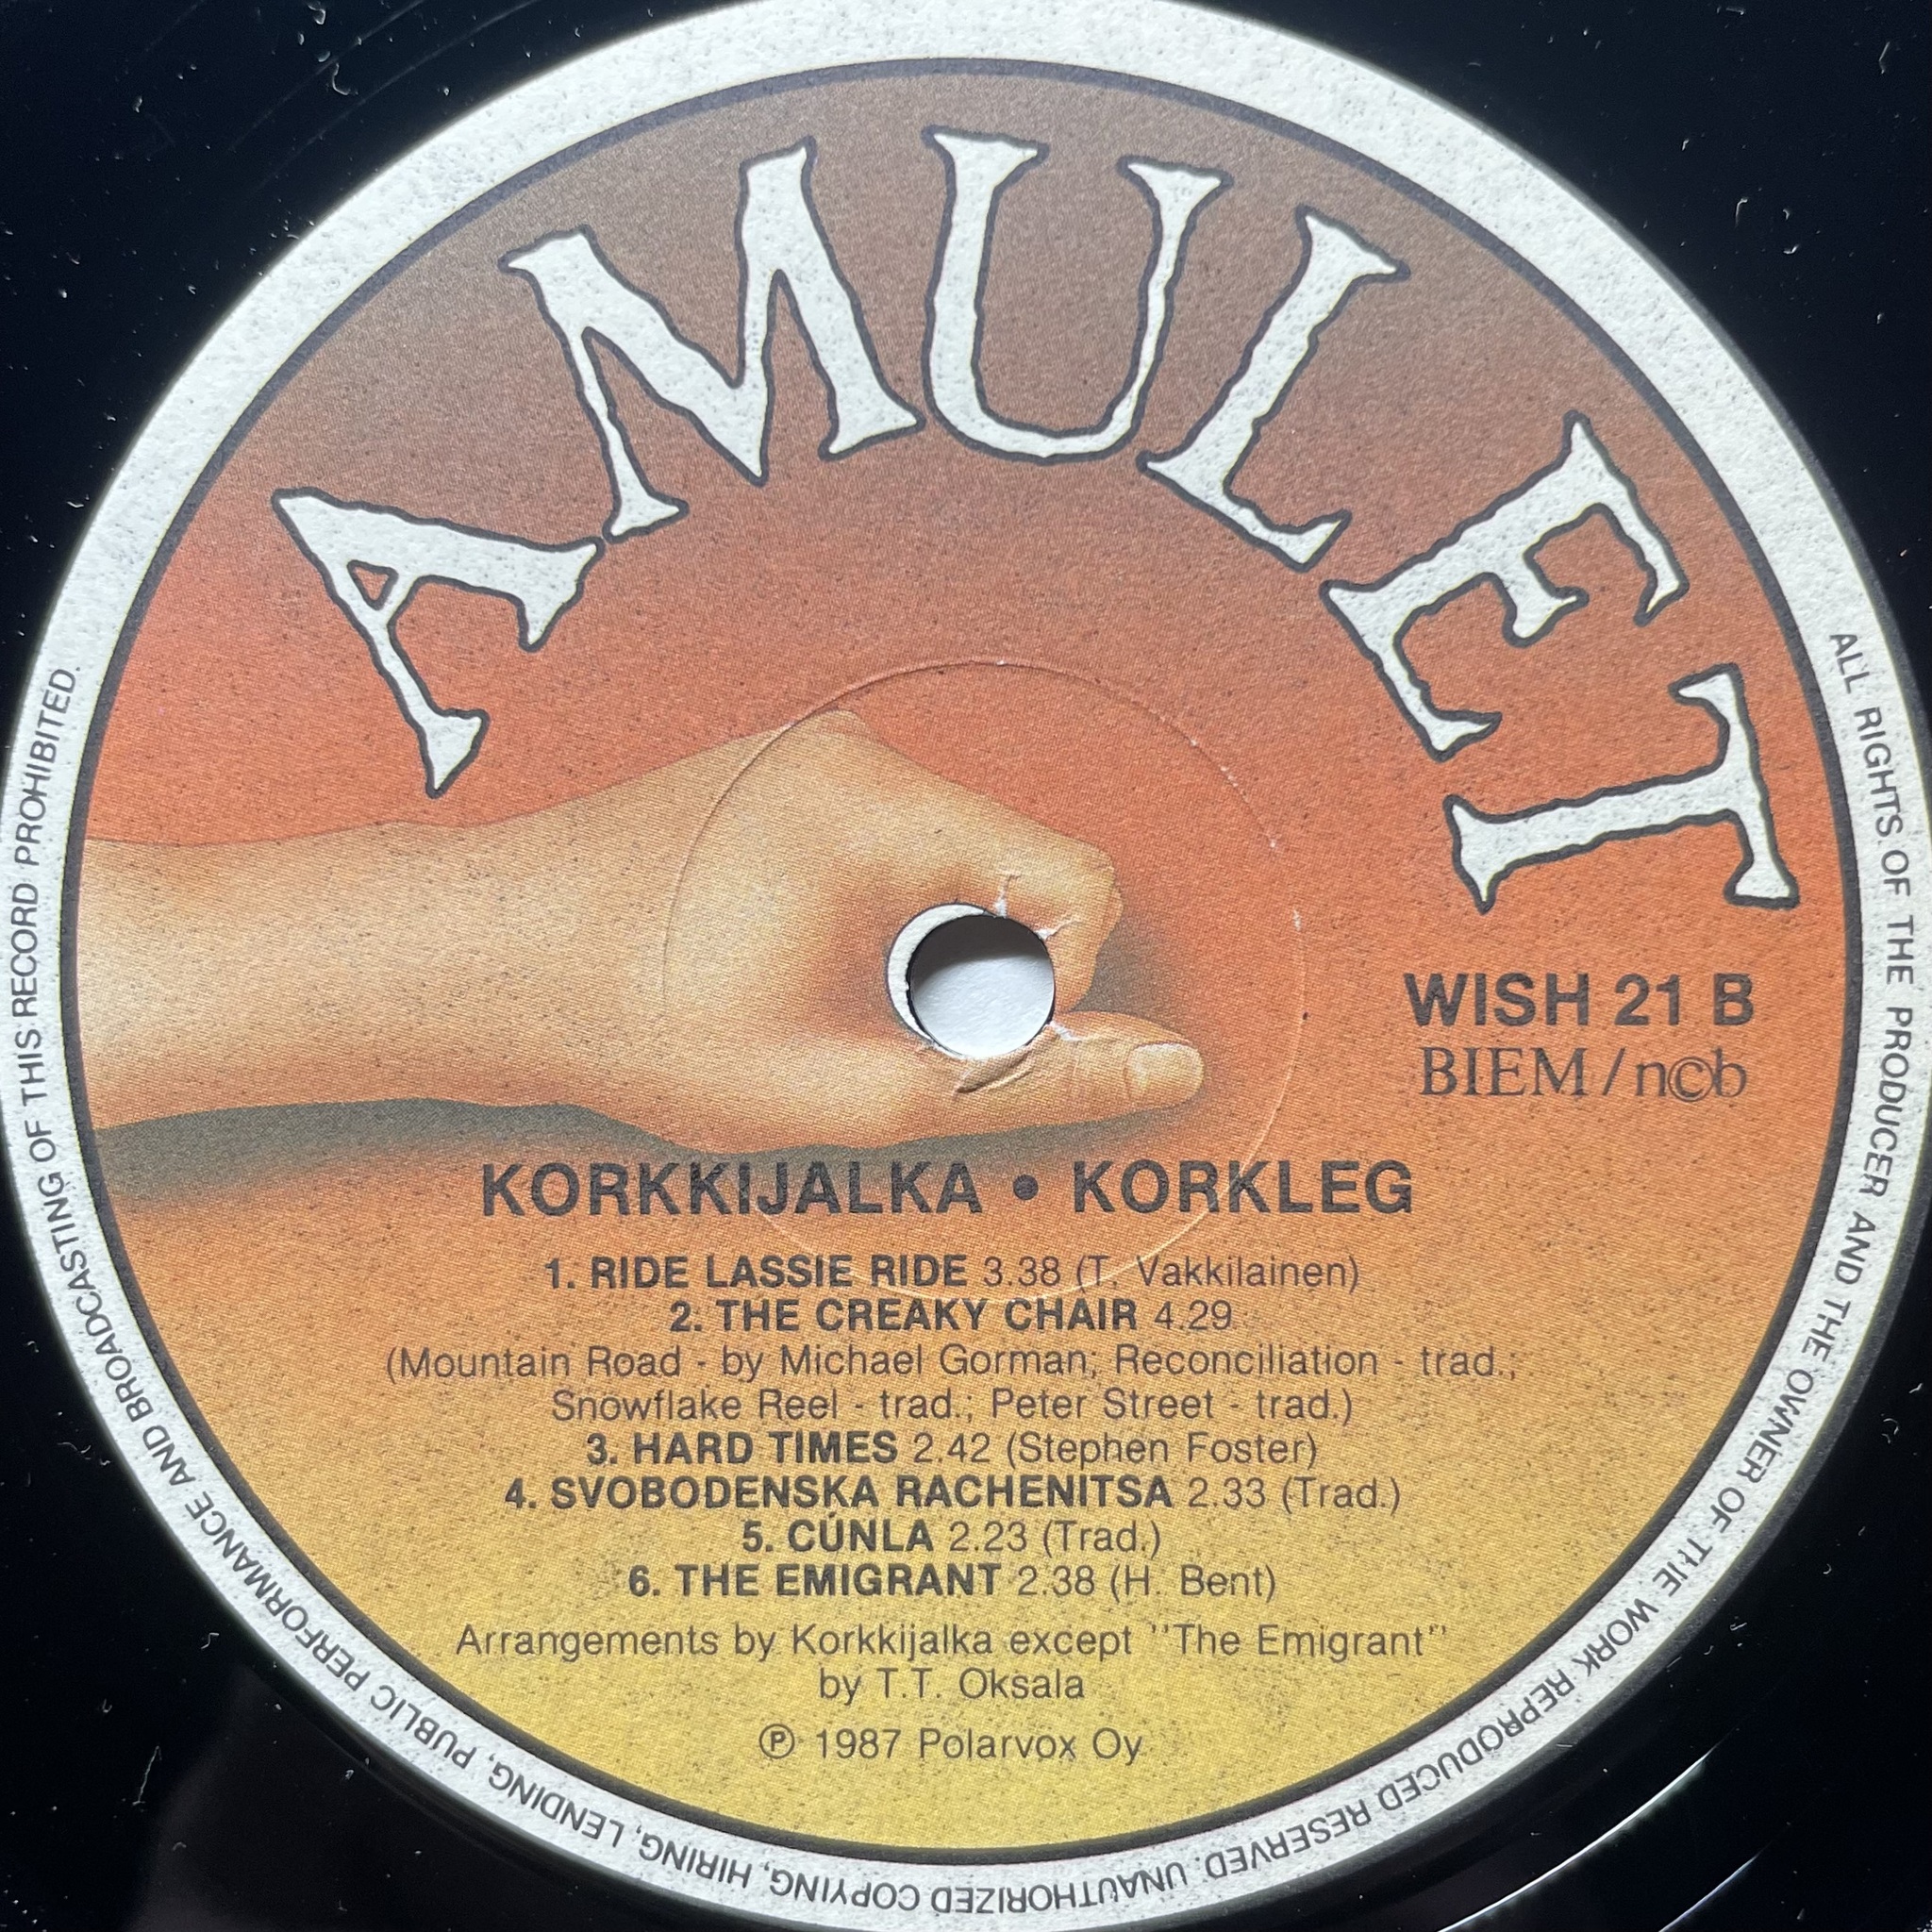 AMULET
WISH 21 B
BIEM / n©b
KORKKIJALKA • KORKLEG
1. RIDE LASSIE RIDE 3.38 (T. Vakkilainen)
2. THE CREAKY CHAIR 4.29
(Mountain Road - by Michael Gorman; Reconciliation - trad.;
Snowflake Reel - trad.; Peter Street - trad.)
3. HARD TIMES 2.42 (Stephen Foster)
4. SVOBODENSKA RACHENITSA 2.33 (Trad.)
5. CÚNLA 2.23 (Trad.)
6. THE EMIGRANT 2.38 (H. Bent)
Arrangements by Korkkijalka except "The Emigrant"
by T.T. Oksala
℗ 1987 Polarvox Oy
ALL RIGHTS OF THE PRODUCER AND THE OWNER OF THE WORK REPRODUCED RESERVED. UNAUTHORIZED COPYING, HIRING, LENDING, PUBLIC PERFORMANCE AND BROADCASTING OF THIS RECORD PROHIBITED.